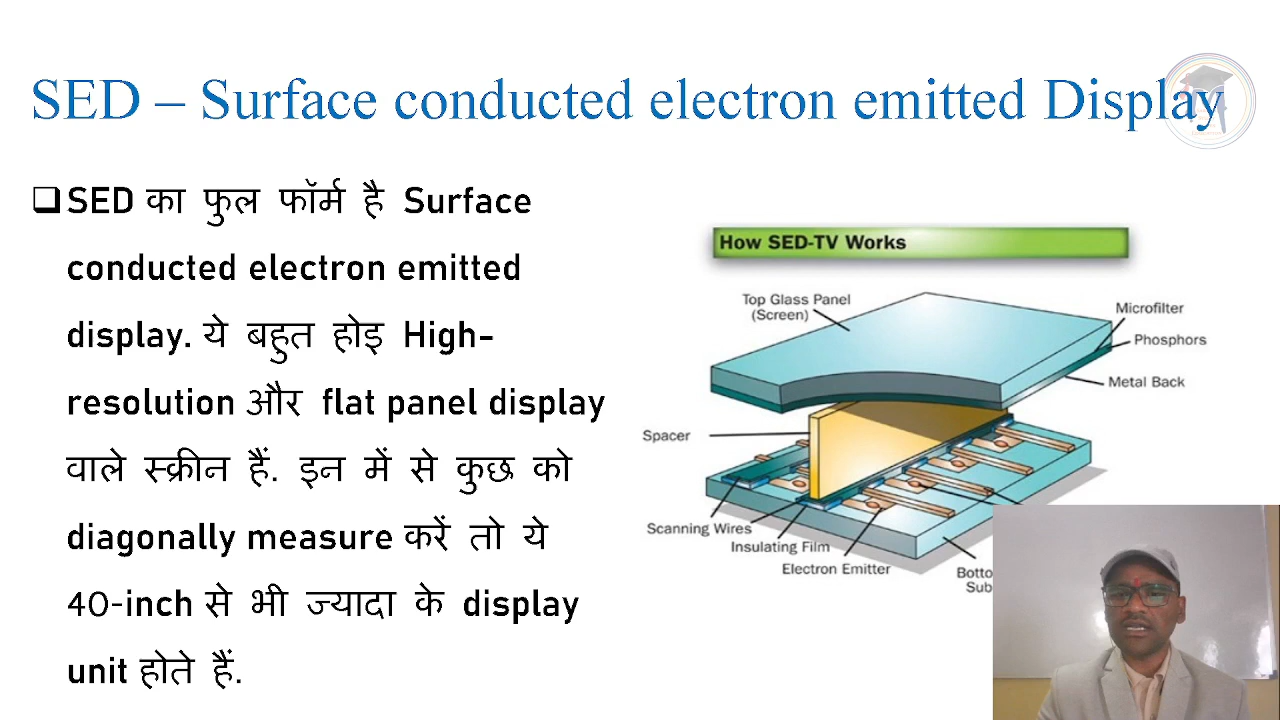 SED – Surface conducted electron emitted Display
SED का फुल फॉर्म है Surface
conducted electron emitted
display. ये बहुत होइ High-
resolution और flat panel display
वाले स्क्रीन हैं. इन में से कुछ को
diagonally measure करें तो ये
40-inch से भी ज्यादा के display
unit होते हैं.
How SED-TV Works
Top Glass Panel
(Screen)
Microfilter
Phosphors
Metal Back
Spacer
Scanning Wires
Insulating Film
Electron Emitter
Botto
Sub